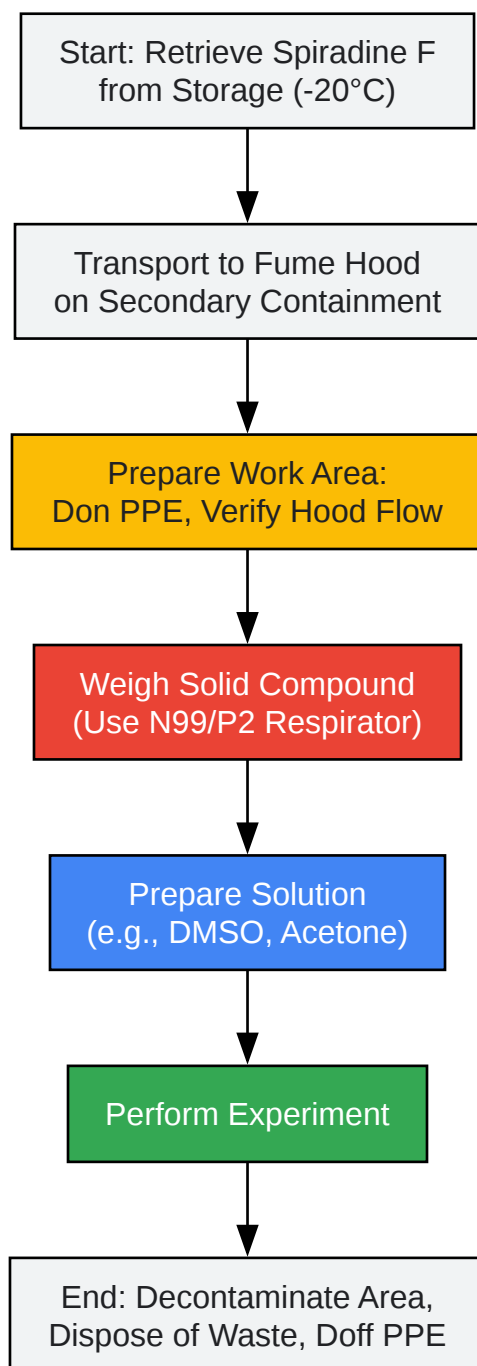 Start: Retrieve Spiradine F
from Storage (-20°C)
Transport to Fume Hood
on Secondary Containment
Prepare Work Area:
Don PPE, Verify Hood Flow
Weigh Solid Compound
(Use N99/P2 Respirator)
Prepare Solution
(e.g., DMSO, Acetone)
Perform Experiment
End: Decontaminate Area,
Dispose of Waste, Doff PPE